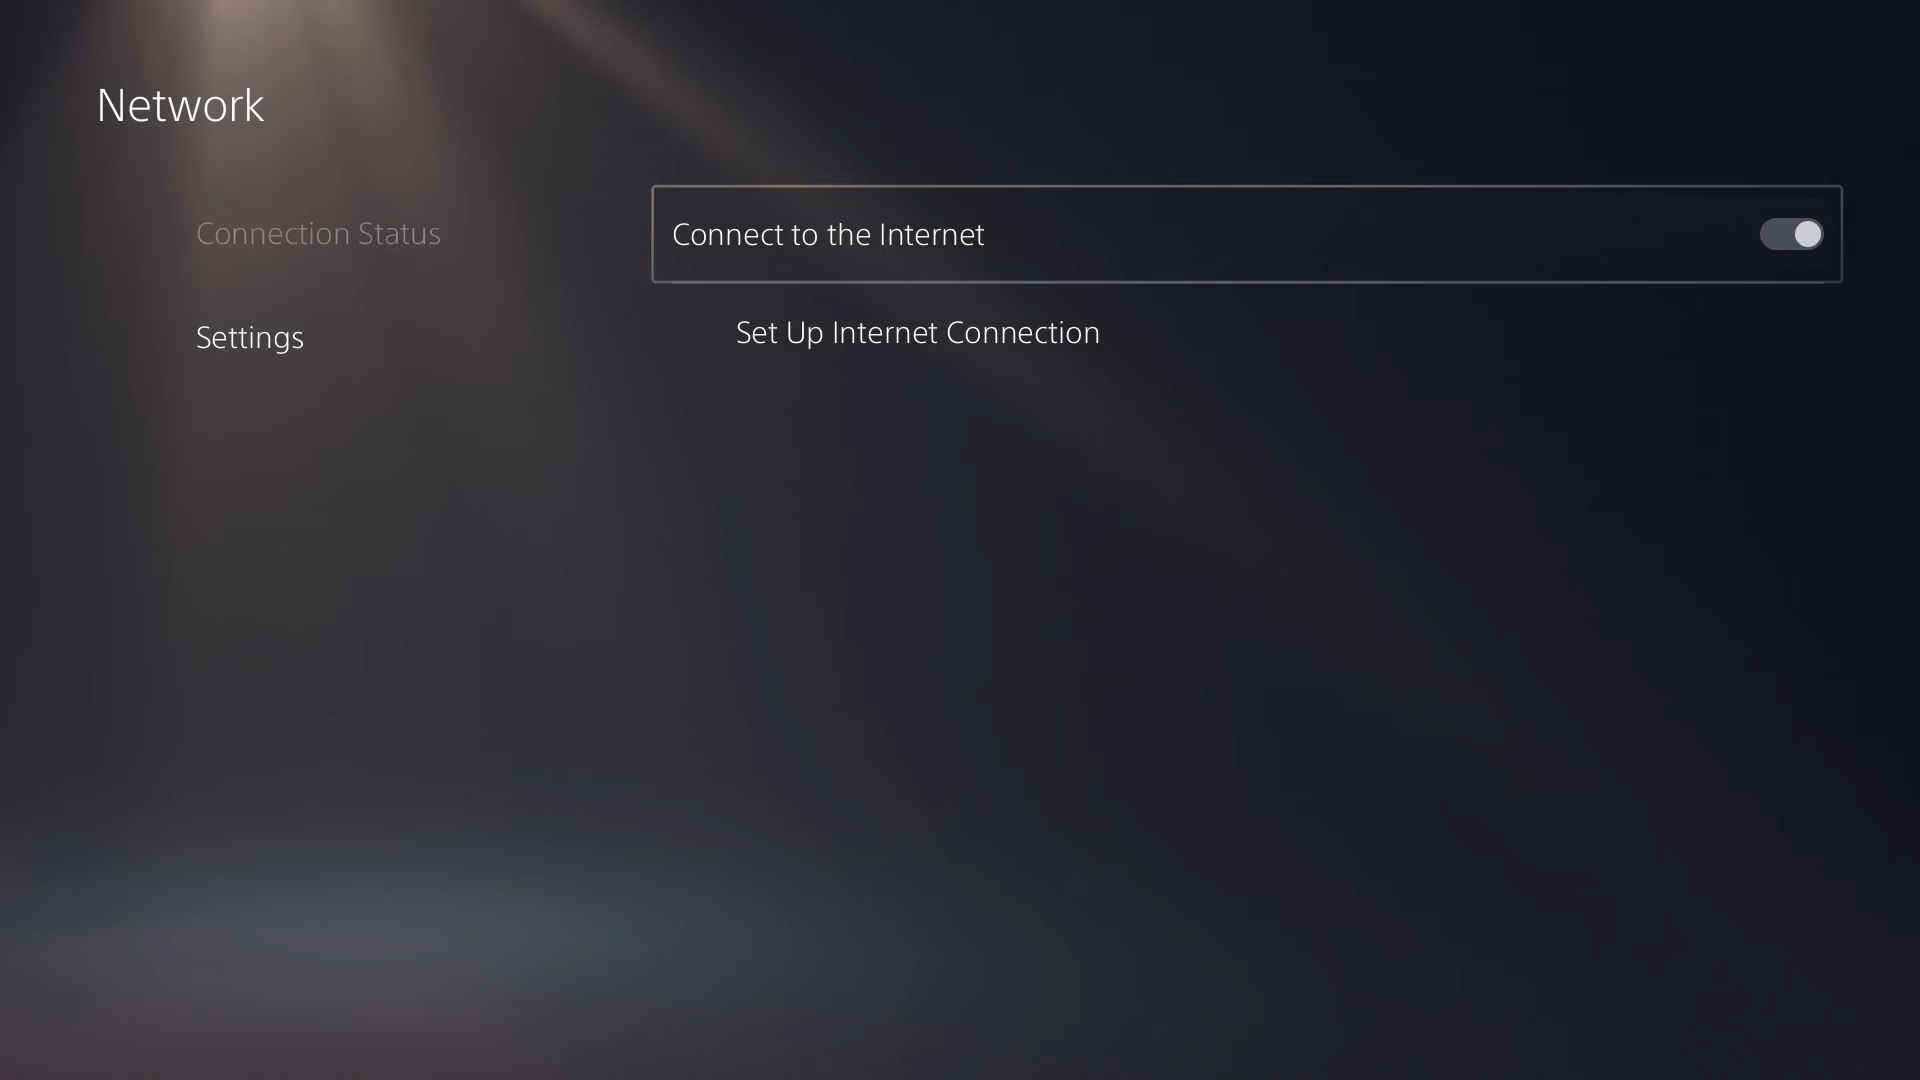 Network
Connection Status
Connect to the Internet
Settings
Set Up Internet Connection